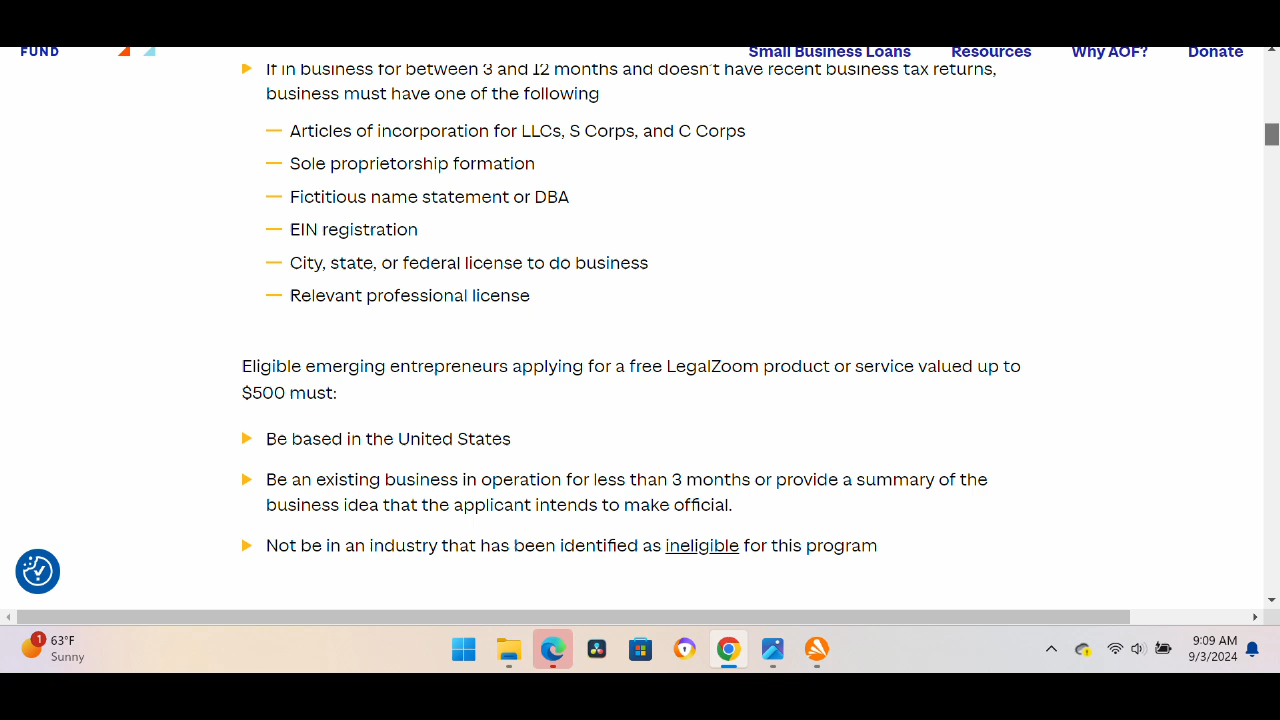 FUND
Small Business Loans
Resources
Why AOF?
Donate
If in business for between 3 and 12 months and doesn't have recent business tax returns,
business must have one of the following
Articles of incorporation for LLCs, S Corps, and C Corps
Sole proprietorship formation
Fictitious name statement or DBA
EIN registration
City, state, or federal license to do business
Relevant professional license
Eligible emerging entrepreneurs applying for a free LegalZoom product or service valued up to
$500 must:
Be based in the United States
Be an existing business in operation for less than 3 months or provide a summary of the
business idea that the applicant intends to make official.
Not be in an industry that has been identified as ineligible for this program
1
63°F
Sunny
9:09 AM
9/3/2024